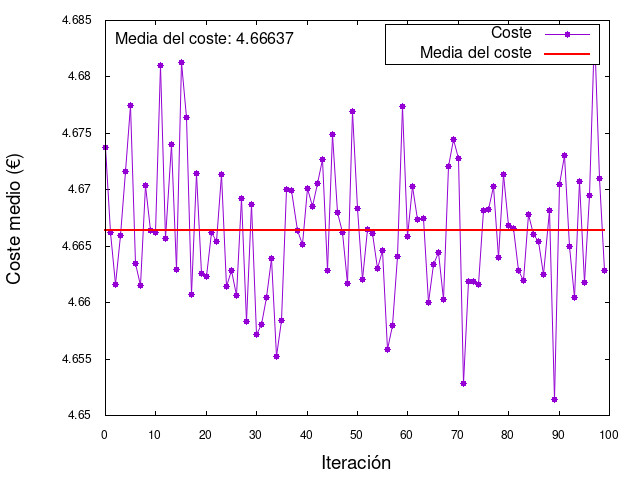 Media del coste: 4.66637
Coste
Media del coste
Coste medio (€)
4.685
4.68
4.675
4.67
4.665
4.66
4.655
4.65
0 10 20 30 40 50 60 70 80 90 100
Iteración